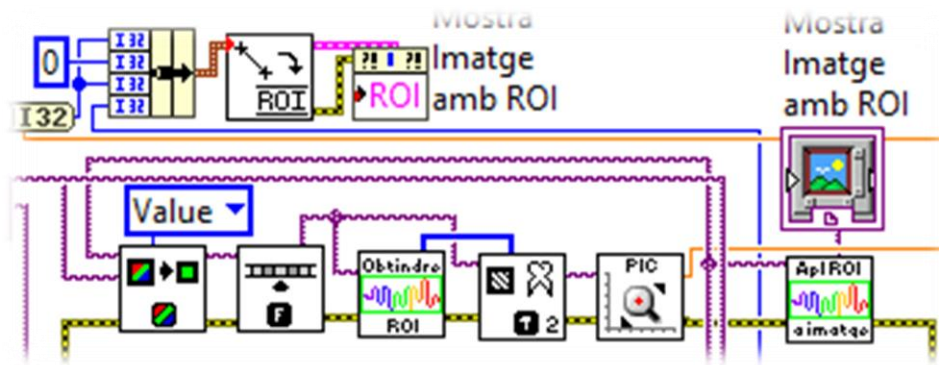 Mostra
Imatge
amb ROI
Mostra
Imatge
amb ROI
I32
I32
I32
I32
0
I32
ROI
ROI
Value
F
Obtindre
ROI
T 2
PIC
Apl ROI
a imatge